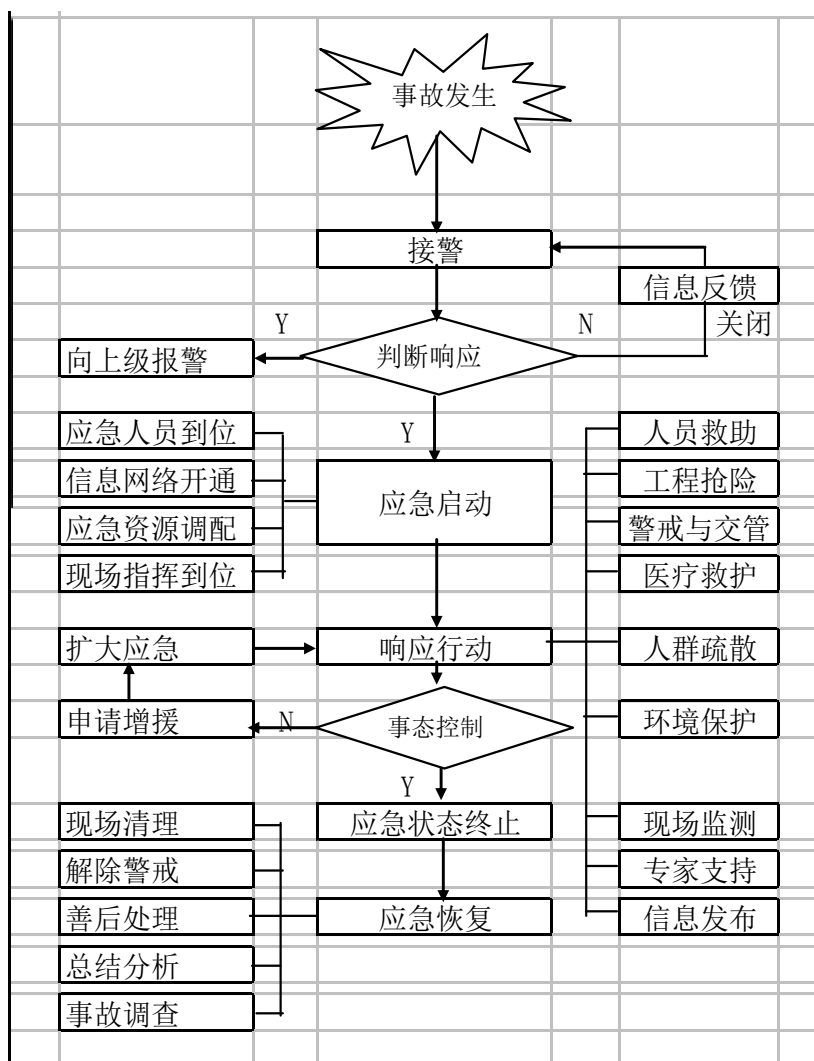 事故发生
接警
信息反馈
Y
N
关闭
向上级报警
判断响应
应急人员到位
Y
人员救助
信息网络开通
应急启动
工程抢险
应急资源调配
警戒与交管
现场指挥到位
医疗救护
扩大应急
响应行动
人群疏散
申请增援
N
事态控制
环境保护
Y
现场清理
应急状态终止
现场监测
解除警戒
专家支持
善后处理
应急恢复
信息发布
总结分析
事故调查